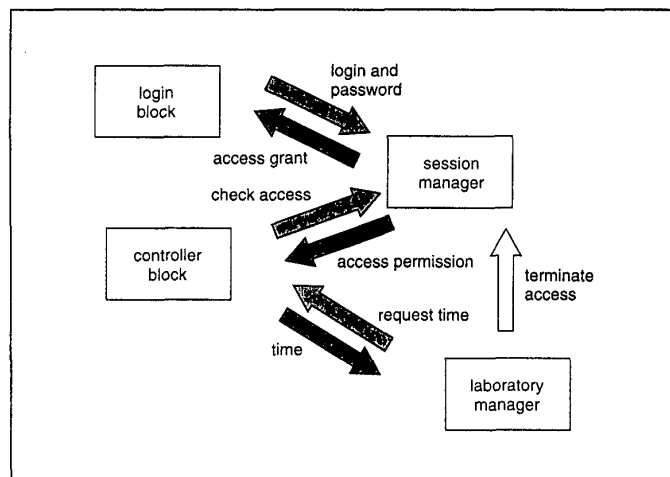 login
block
login and
password
access grant
session
manager
check access
controller
block
access permission
terminate
access
request time
time
laboratory
manager